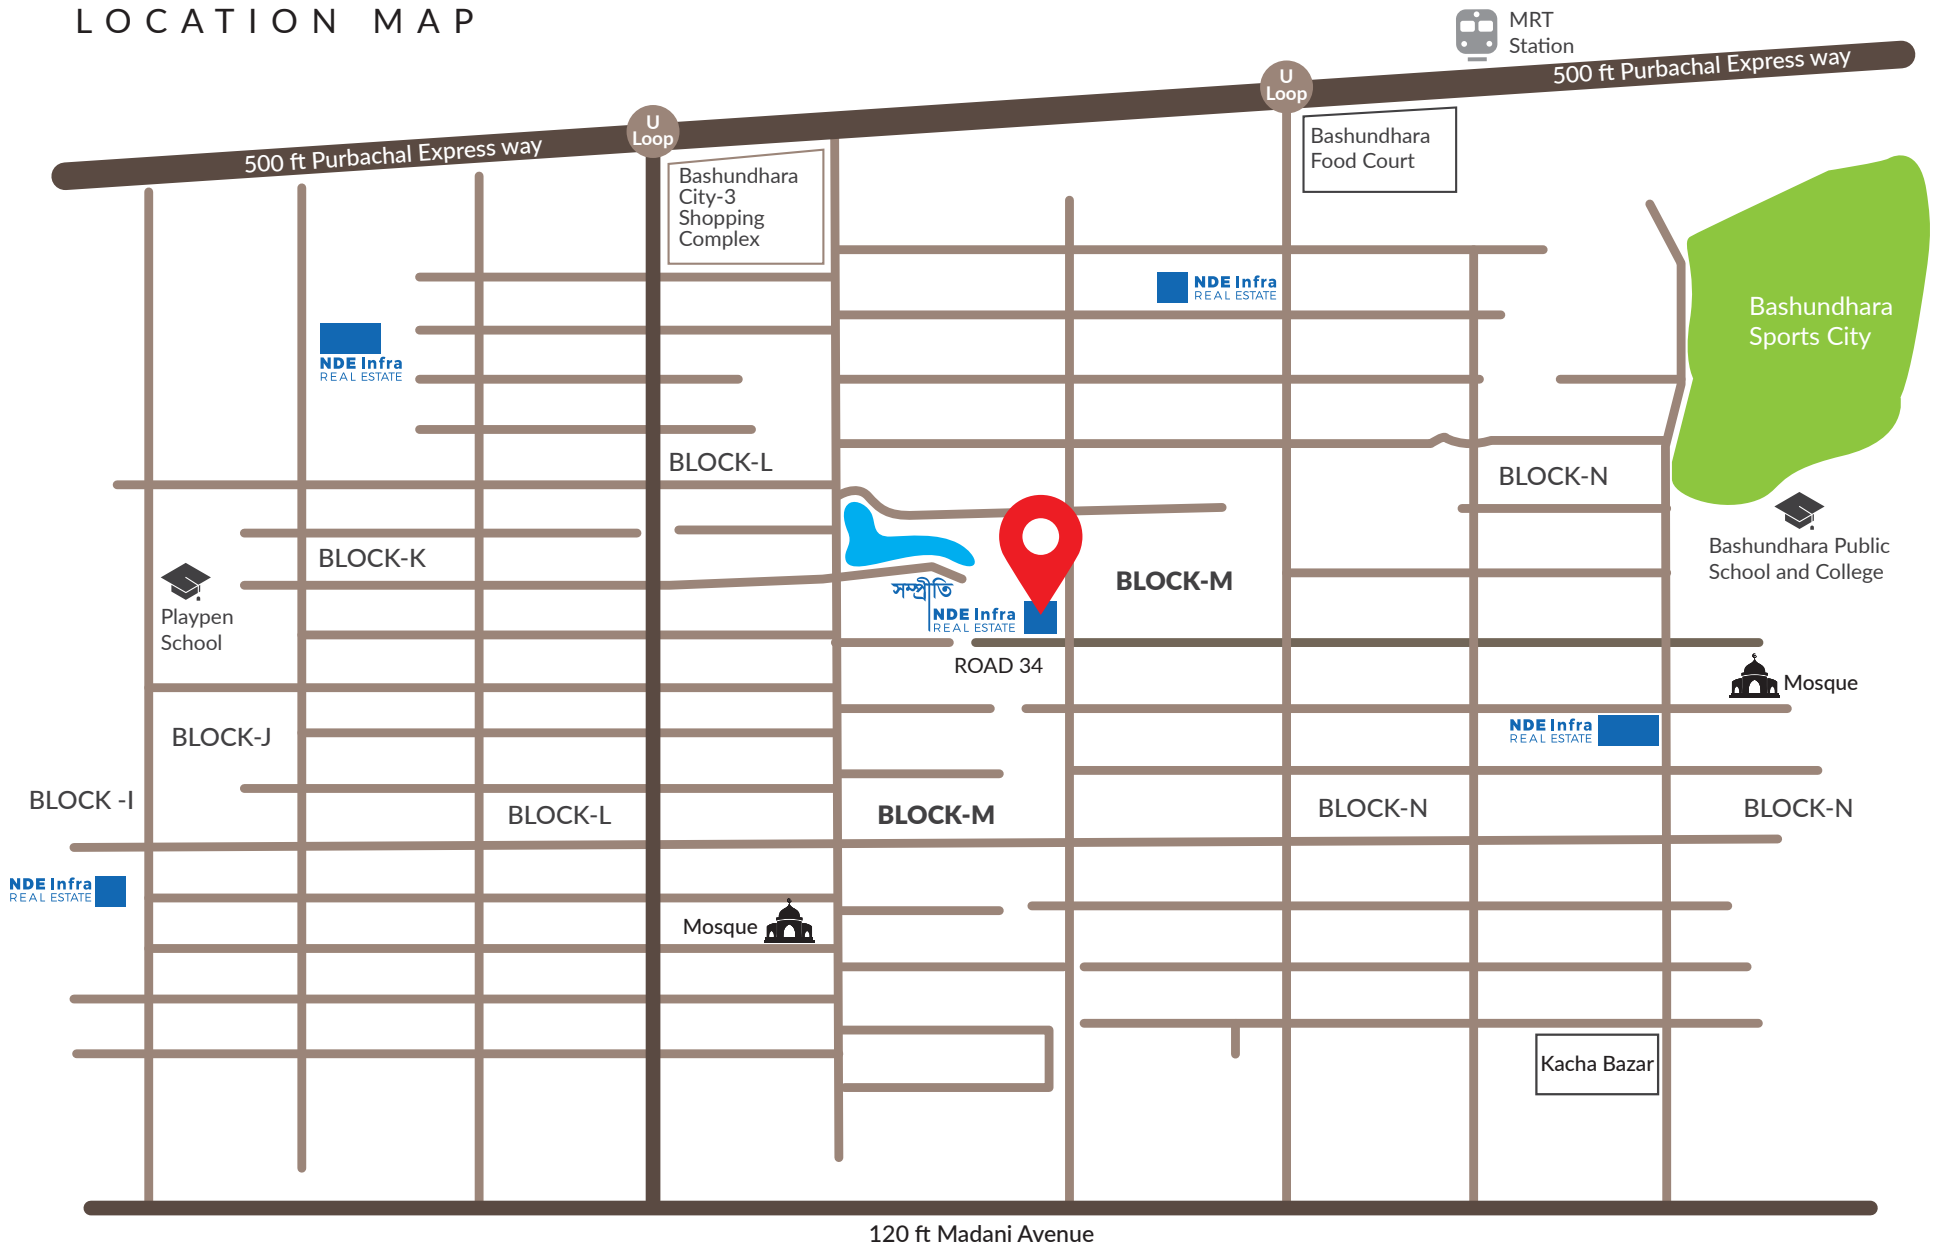 LOCATION MAP
MRT
Station
500 ft Purbachal Express way
U
Loop
U
Loop
500 ft Purbachal Express way
Bashundhara
Food Court
Bashundhara
City-3
Shopping
Complex
NDE Infra
REAL ESTATE
Bashundhara
Sports City
NDE Infra
REAL ESTATE
BLOCK-L
BLOCK-N
BLOCK-K
Bashundhara Public
School and College
BLOCK-M
সম্প্রীতি
NDE Infra
REAL ESTATE
Playpen
School
ROAD 34
Mosque
NDE Infra
REAL ESTATE
BLOCK-J
BLOCK -I
BLOCK-L
BLOCK-M
BLOCK-N
BLOCK-N
NDE Infra
REAL ESTATE
Mosque
Kacha Bazar
120 ft Madani Avenue